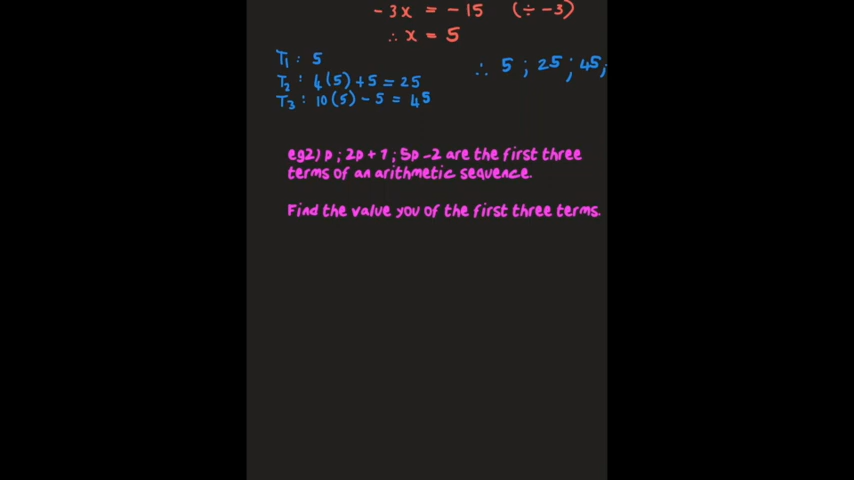 -3x = -15 (÷ -3)
∴ x = 5
T₁ : 5
T₂ : 4(5) + 5 = 25
T₃ : 10(5) - 5 = 45
∴ 5 ; 25 ; 45 ;
eg2) p ; 2p + 1 ; 5p - 2 are the first three
terms of an arithmetic sequence.
Find the value you of the first three terms.